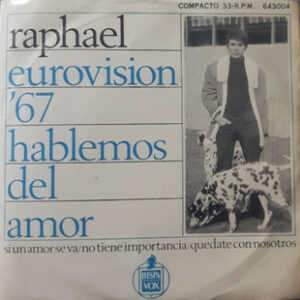 COMPACTO 33-R.P.M. 643004
raphael
eurovision
'67
hablemos
del
amor
si un amor se va/no tiene importancia/quedate con nosotros
HISPA
VOX